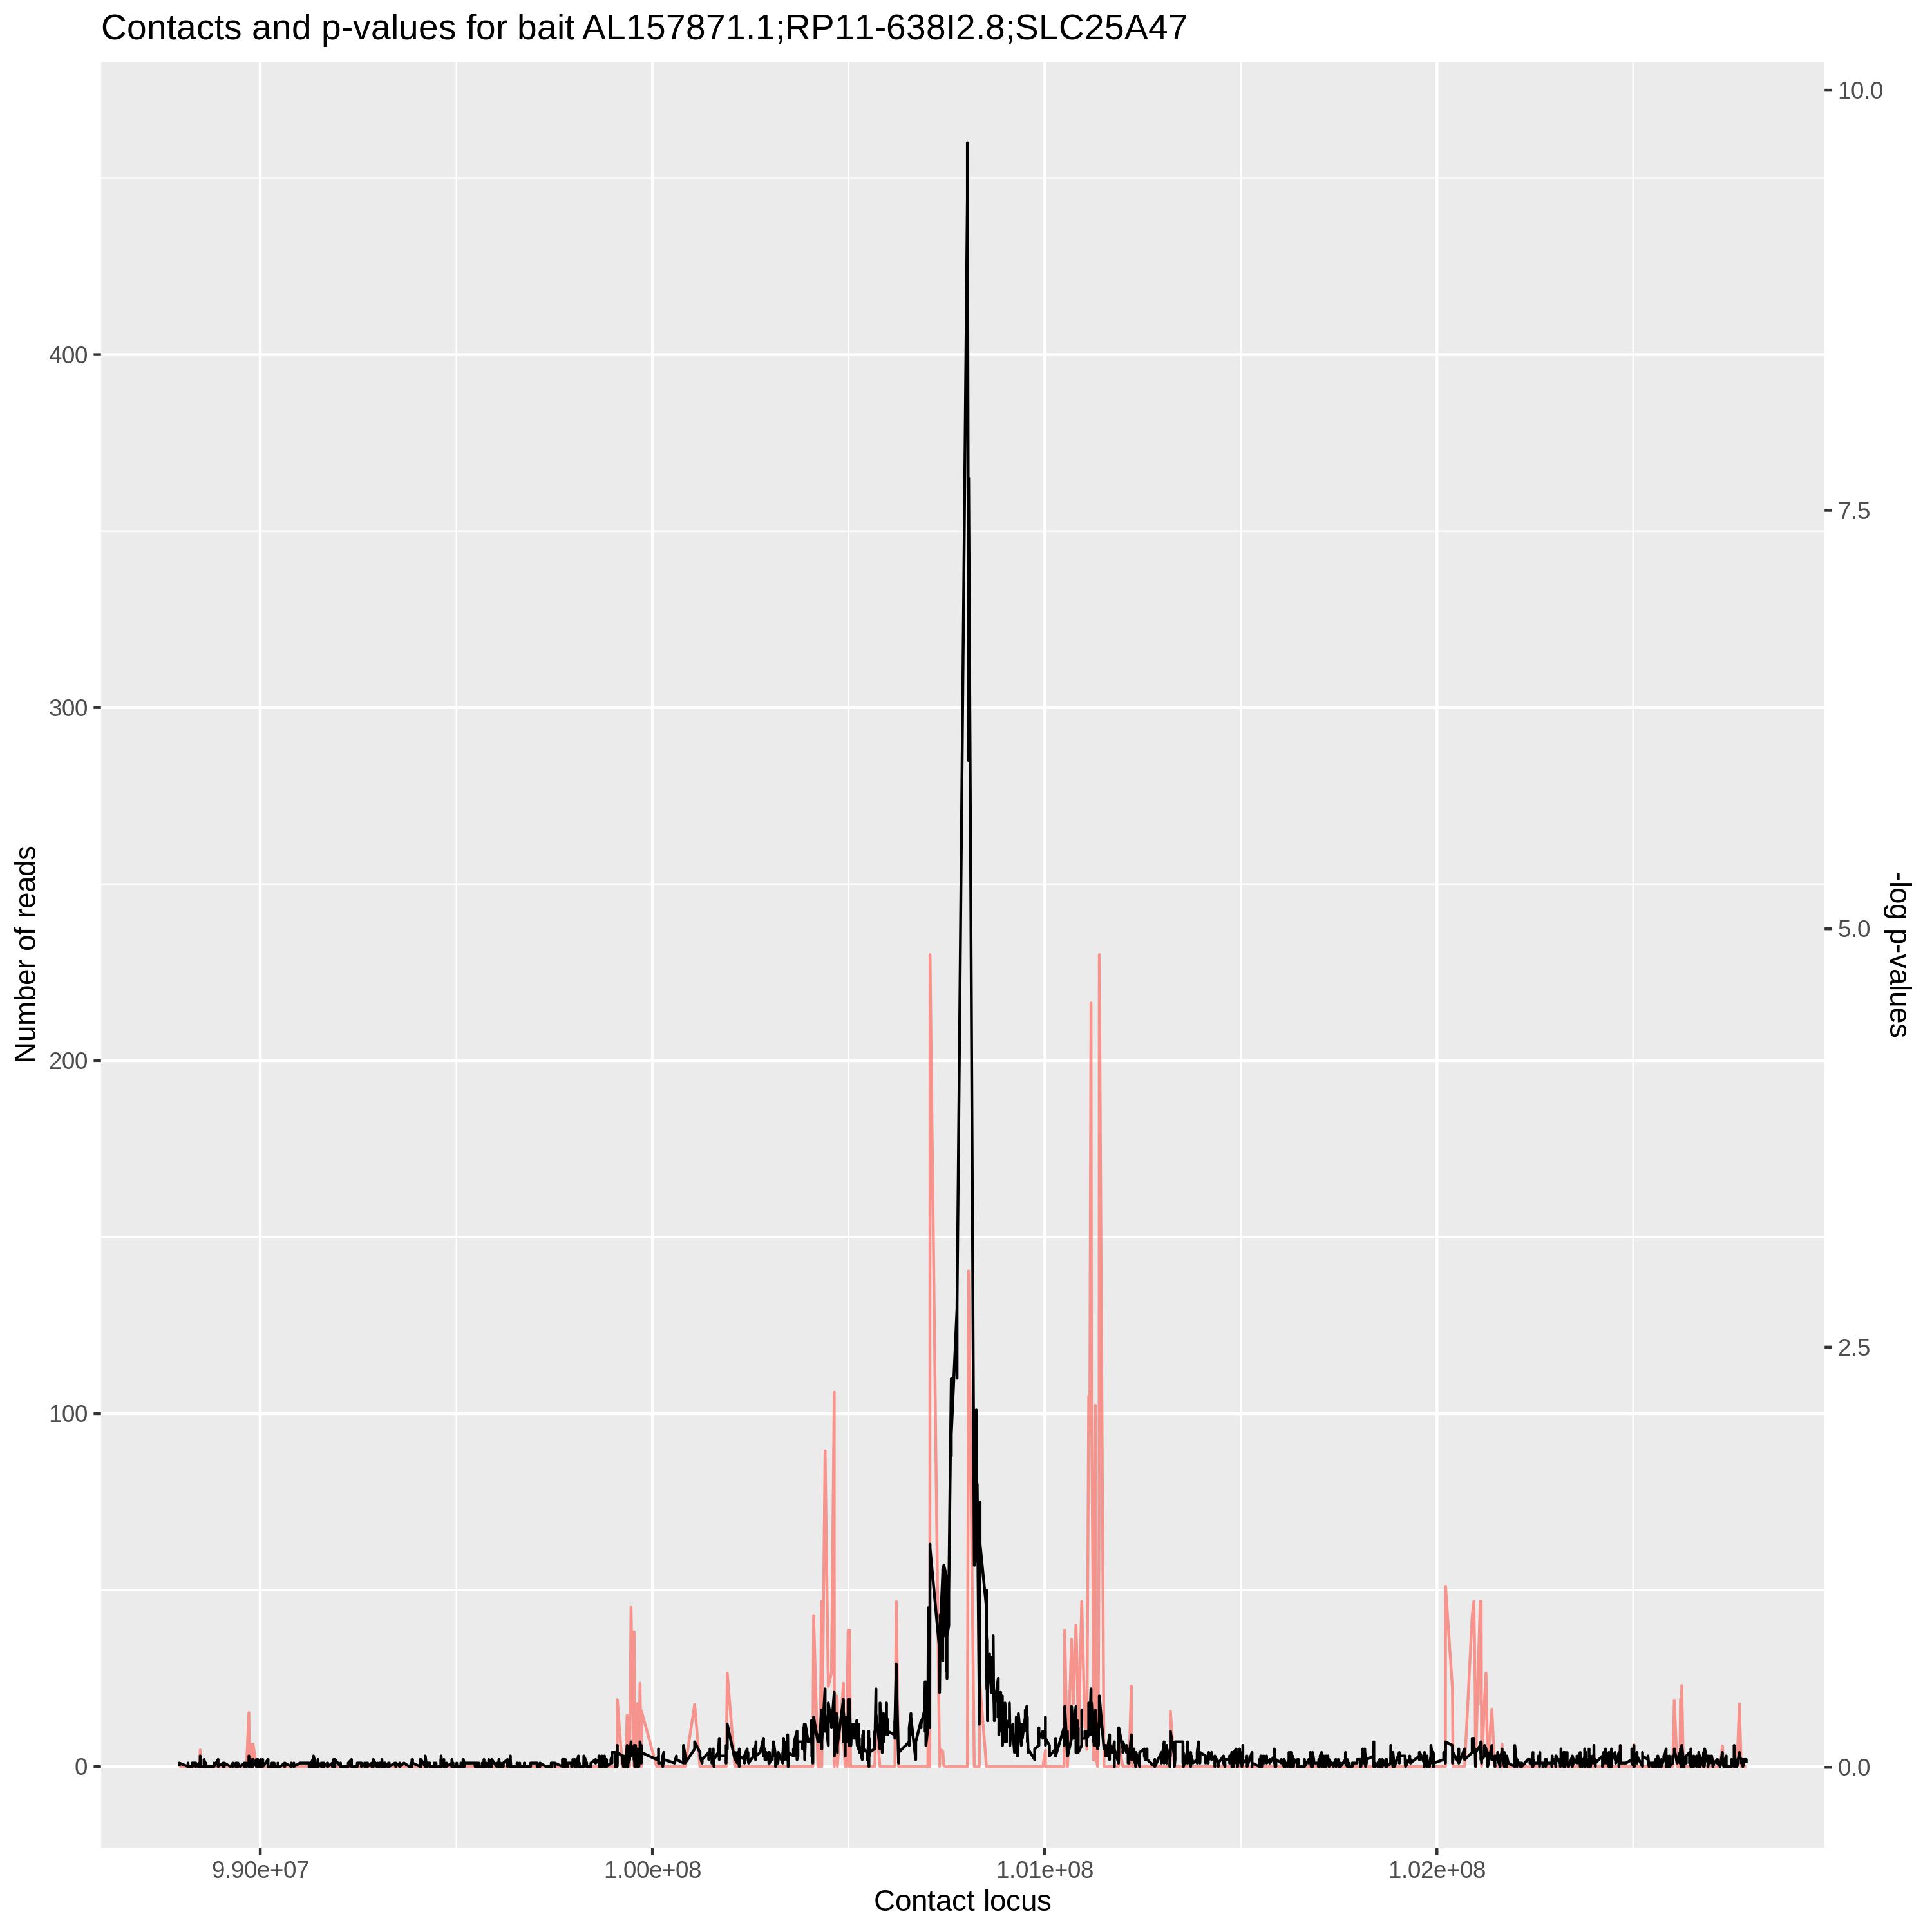 Contacts and p-values for bait AL157871.1;RP11-638I2.8;SLC25A47
10.0
400
7.5
300
Number of reads
-log p-values
5.0
200
2.5
100
0
0.0
9.90e+07
1.00e+08
1.01e+08
1.02e+08
Contact locus